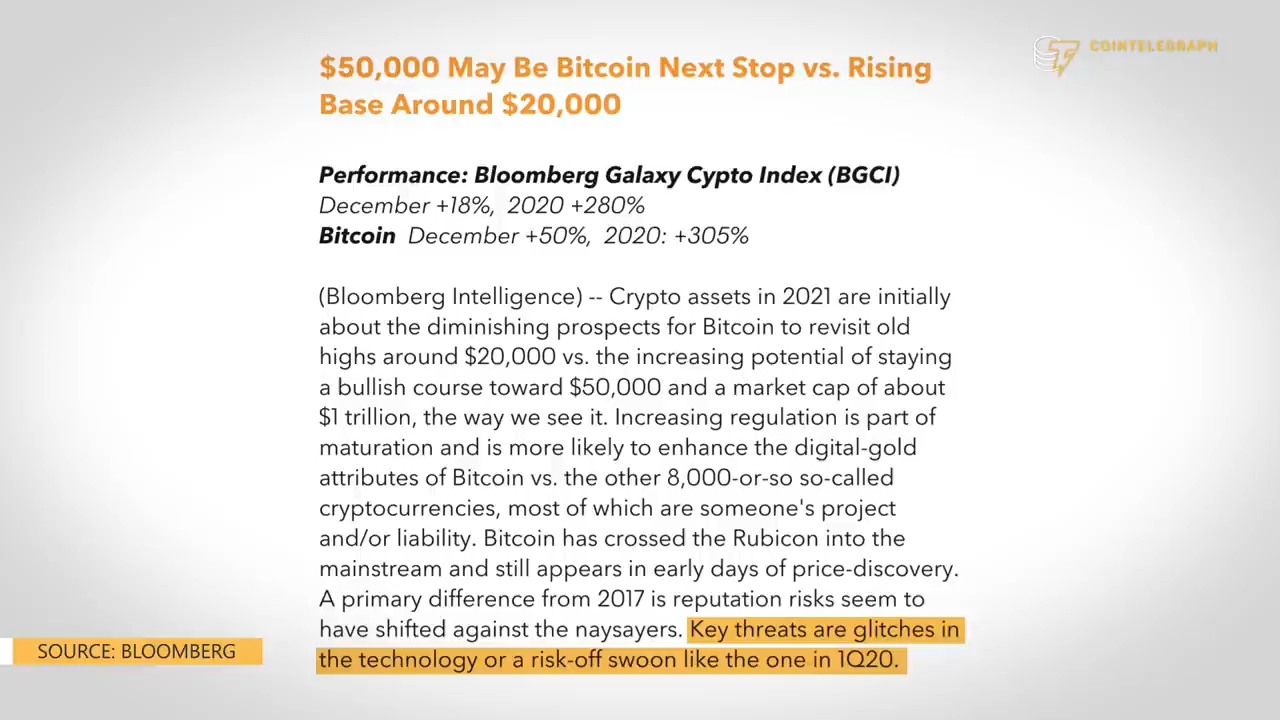 COINTELEGRAPH
$50,000 May Be Bitcoin Next Stop vs. Rising
Base Around $20,000
Performance: Bloomberg Galaxy Cypto Index (BGCI)
December +18%, 2020 +280%
Bitcoin December +50%, 2020: +305%
(Bloomberg Intelligence) -- Crypto assets in 2021 are initially
about the diminishing prospects for Bitcoin to revisit old
highs around $20,000 vs. the increasing potential of staying
a bullish course toward $50,000 and a market cap of about
$1 trillion, the way we see it. Increasing regulation is part of
maturation and is more likely to enhance the digital-gold
attributes of Bitcoin vs. the other 8,000-or-so so-called
cryptocurrencies, most of which are someone's project
and/or liability. Bitcoin has crossed the Rubicon into the
mainstream and still appears in early days of price-discovery.
A primary difference from 2017 is reputation risks seem to
have shifted against the naysayers. Key threats are glitches in
the technology or a risk-off swoon like the one in 1Q20.
SOURCE: BLOOMBERG